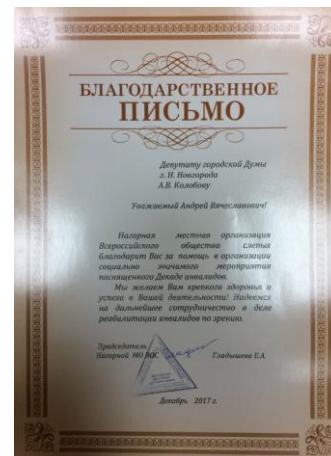 БЛАГОДАРСТВЕННОЕ
ПИСЬМО
Депутату городской Думы
г. Н. Новгорода
А.В. Колобову
Уважаемый Андрей Вячеславович!
Нагорная местная организация
Всероссийского общества слепых
благодарит Вас за помощь в организации
социально значимого мероприятия
посвященного Декаде инвалидов.
Мы желаем Вам крепкого здоровья и
успеха в Вашей деятельности! Надеемся
на дальнейшее сотрудничество в деле
реабилитации инвалидов по зрению.
Председатель
Нагорной МО ВОС Гладышева Е.А.
Декабрь 2017 г.